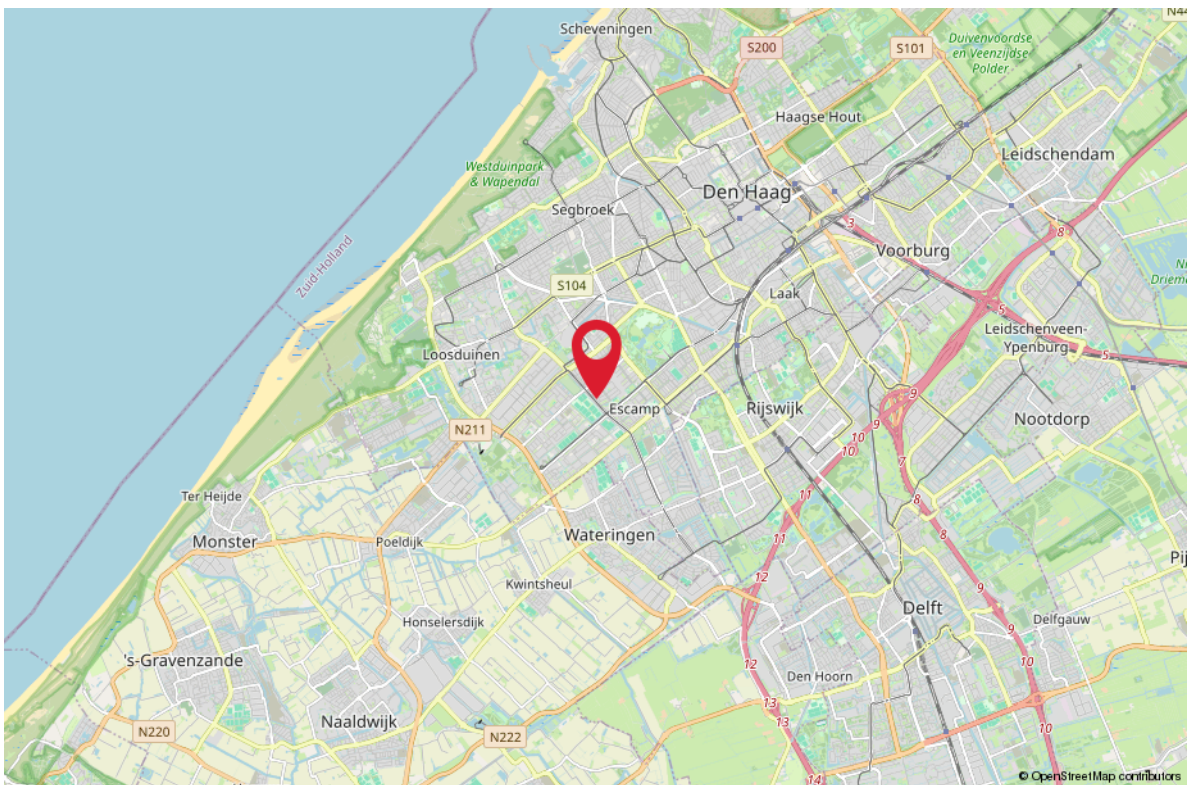 N44
Scheveningen
S200
S101
Duivenvoordse
en Veenzijdse
Polder
Haagse Hout
Leidschendam
Westduinpark
& Wapendal
Den Haag
Segbroek
3
8
Voorburg
Zuid-Holland
S104
Laak
5
Leidschenveen-
Ypenburg
5
Loosduinen
9
Escamp
Rijswijk
Nootdorp
9
N211
10
10
7
Ter Heijde
11
8
Monster
Poeldijk
Wateringen
11
8
12
Kwintsheul
9
Delft
Honselersdijk
Delfgauw
9
's-Gravenzande
12
10
Den Hoorn
13
Naaldwijk
13
10
N220
N222
14
© OpenStreetMap contributors